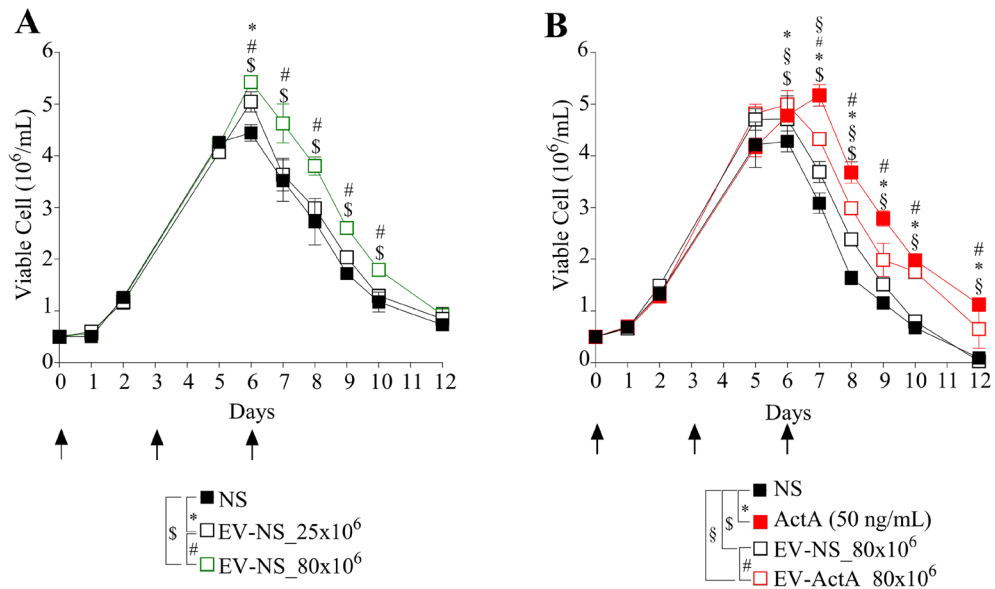 A
B
* # $
# $
# $
# $
# $
* § $
§ # * $
# * § $
# * §
# * §
# * §
Viable Cell (10⁶/mL)
6
5
4
3
2
1
0
0 1 2 3 4 5 6 7 8 9 10 11 12
Days
Viable Cell (10⁶/mL)
6
5
4
3
2
1
0
0 1 2 3 4 5 6 7 8 9 10 11 12
Days
$ * #
NS
EV-NS_25x10⁶
EV-NS_80x10⁶
§ $ * #
NS
ActA (50 ng/mL)
EV-NS_80x10⁶
EV-ActA_80x10⁶